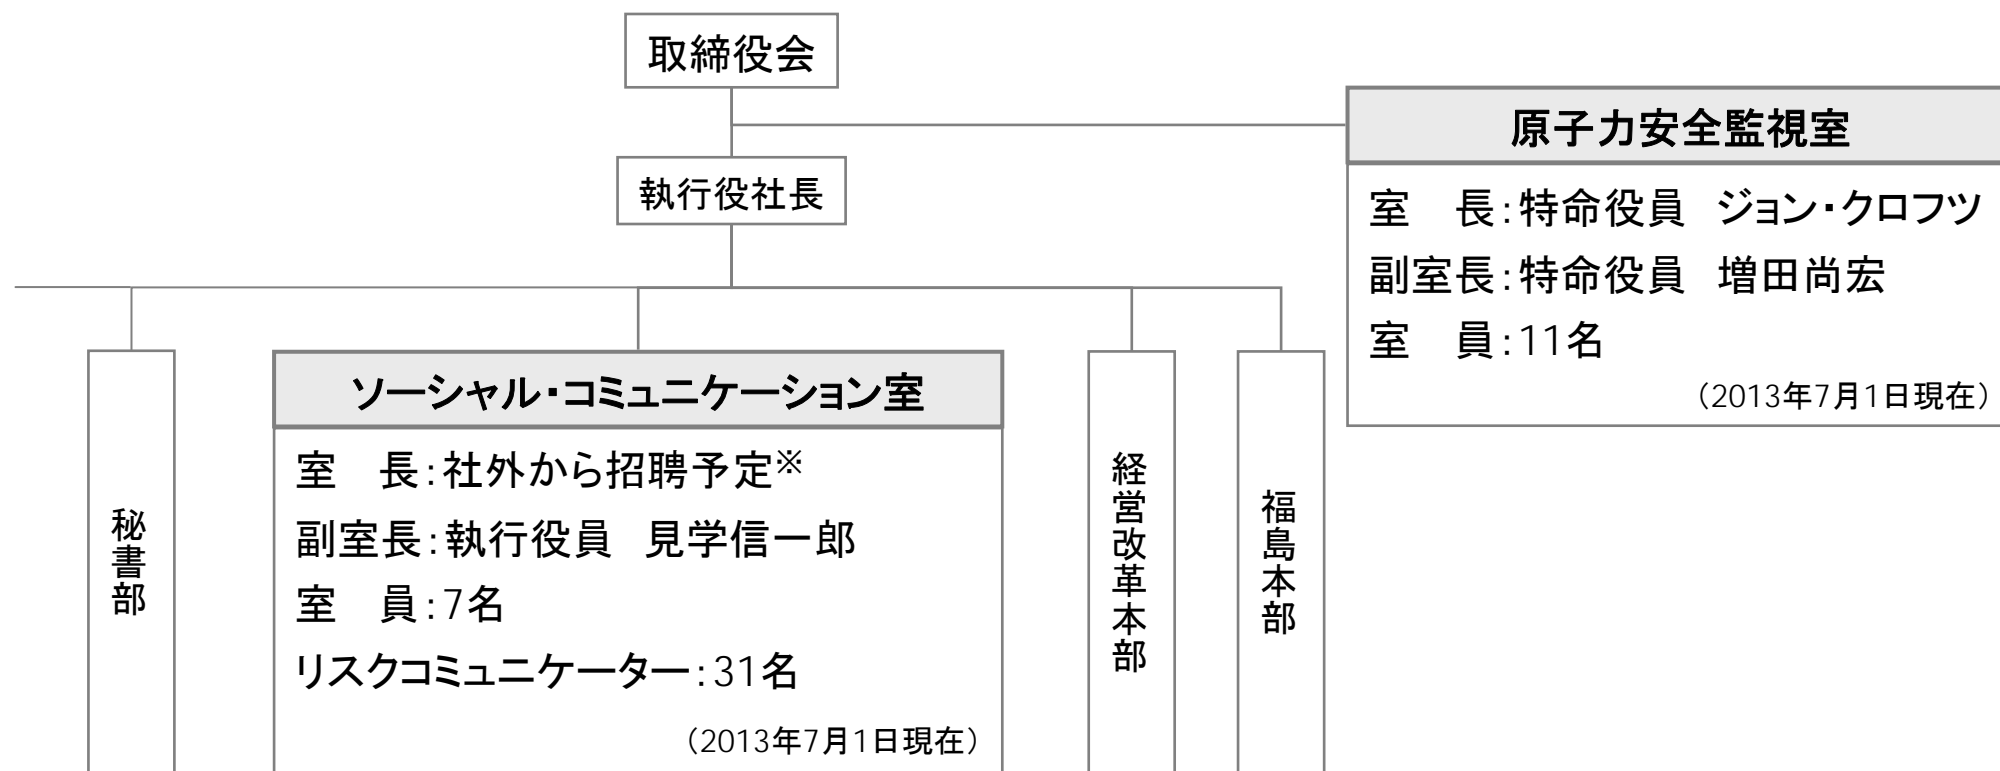 取締役会
執行役社長
原子力安全監視室
室　長:特命役員　ジョン・クロフツ
副室長:特命役員　増田尚宏
室　員:11名
（2013年7月1日現在）
秘書部
ソーシャル・コミュニケーション室
室　長:社外から招聘予定※
副室長:執行役員　見学信一郎
室　員:7名
リスクコミュニケーター:31名
（2013年7月1日現在）
経営改革本部
福島本部